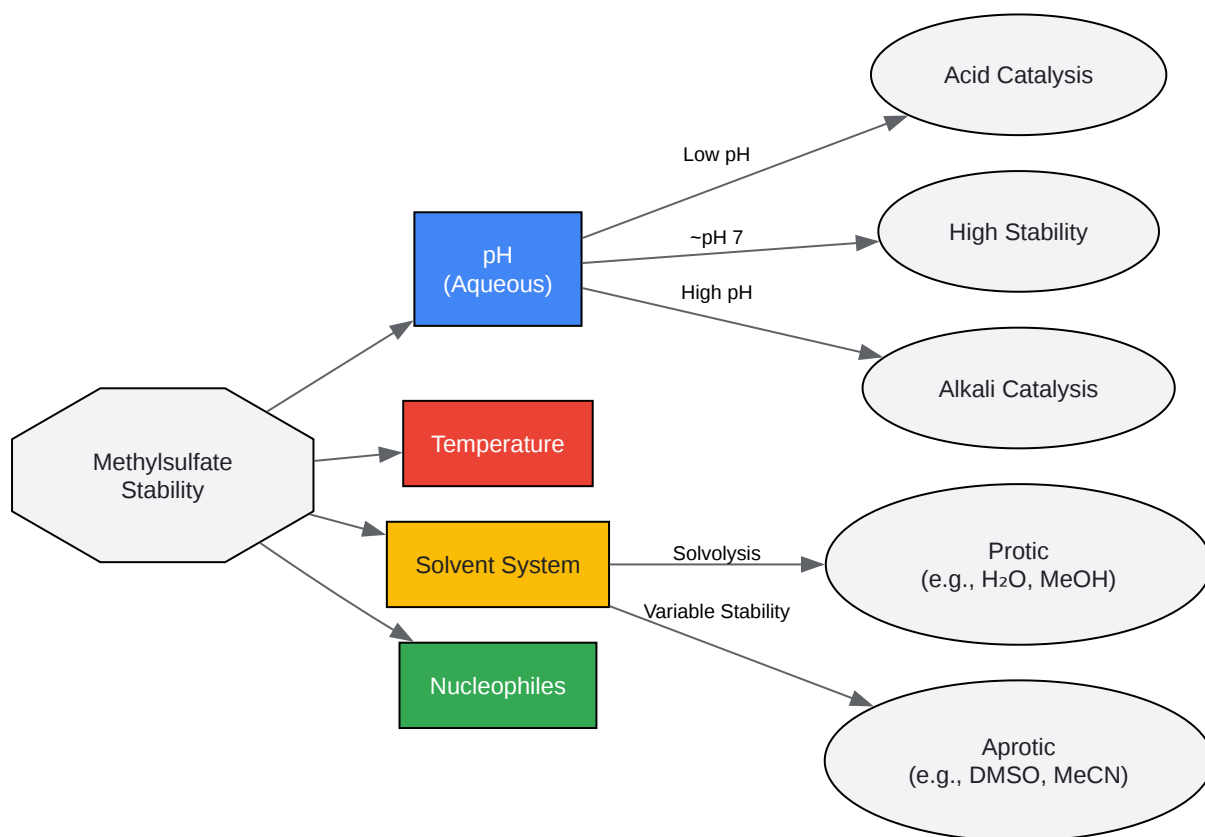 Methylsulfate
Stability
pH
(Aqueous)
Temperature
Solvent System
Nucleophiles
Low pH
~pH 7
High pH
Solvolysis
Variable Stability
Acid Catalysis
High Stability
Alkali Catalysis
Protic
(e.g., H₂O, MeOH)
Aprotic
(e.g., DMSO, MeCN)